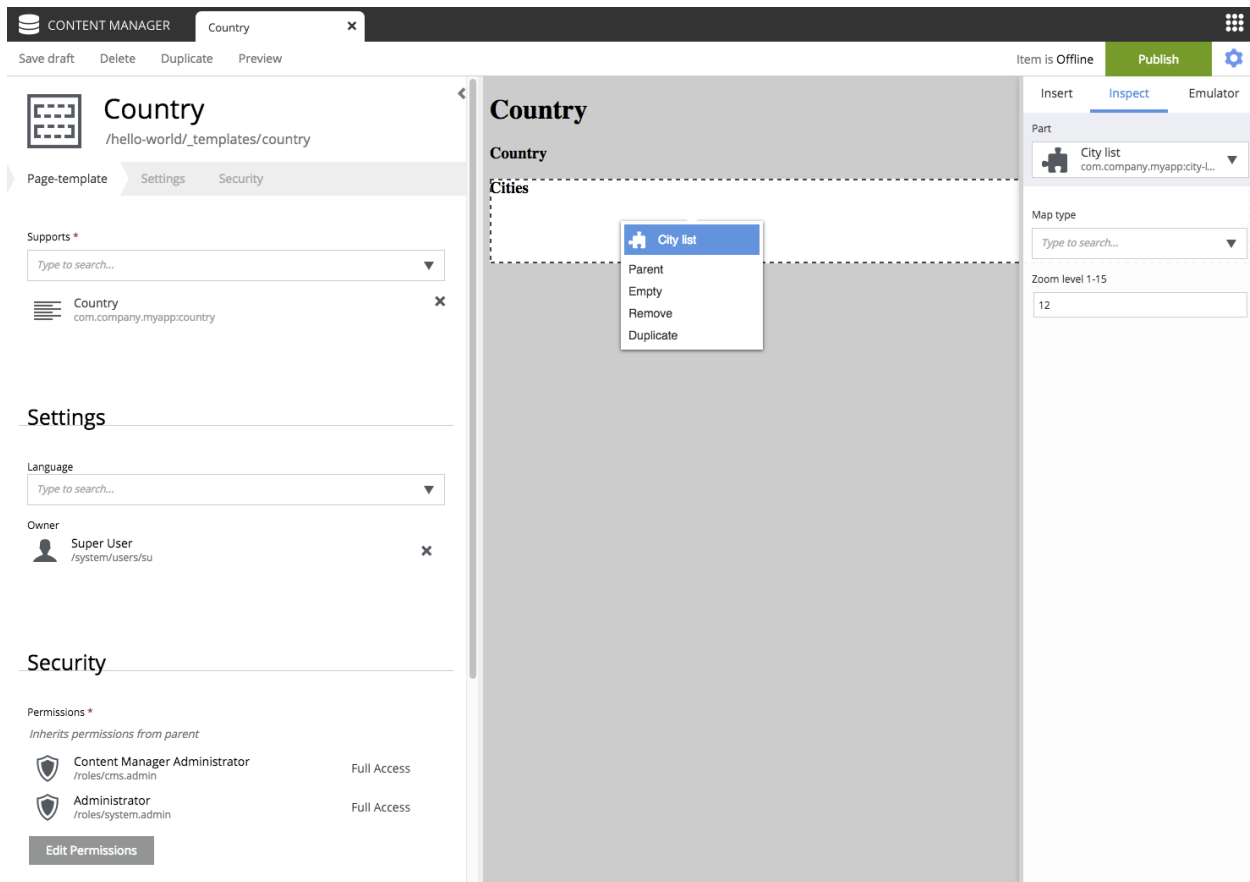 CONTENT MANAGER
Country
Save draft Delete Duplicate Preview
Item is Offline
Publish
Country
/hello-world/_templates/country
Page-template Settings Security
Supports *
Type to search...
Country
com.company.myapp:country
Settings
Language
Type to search...
Owner
Super User
/system/users/su
Security
Permissions *
Inherits permissions from parent
Content Manager Administrator
/roles/cms.admin
Full Access
Administrator
/roles/system.admin
Full Access
Edit Permissions
Country
Country
Cities
City list
Parent
Empty
Remove
Duplicate
Insert Inspect Emulator
Part
City list
com.company.myapp:city-l...
Map type
Type to search...
Zoom level 1-15
12